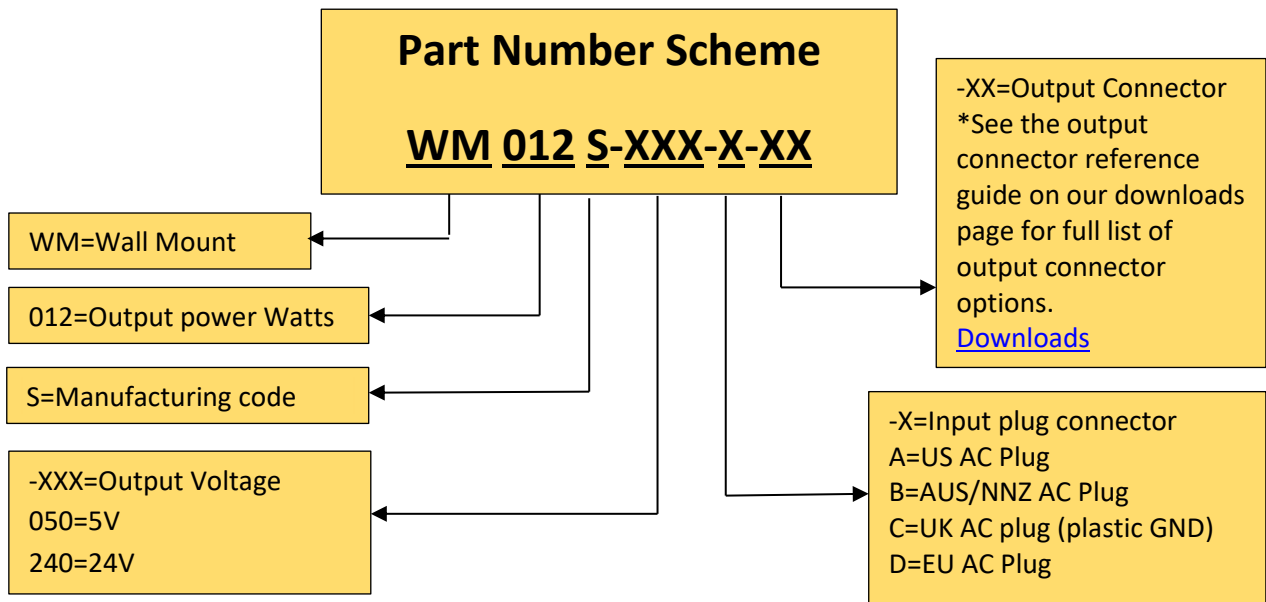 Part Number Scheme
WM 012 S-XXX-X-XX
WM=Wall Mount
012=Output power Watts
S=Manufacturing code
-XXX=Output Voltage
050=5V
240=24V
-XX=Output Connector
*See the output
connector reference
guide on our downloads
page for full list of
output connector
options.
Downloads
-X=Input plug connector
A=US AC Plug
B=AUS/NNZ AC Plug
C=UK AC plug (plastic GND)
D=EU AC Plug